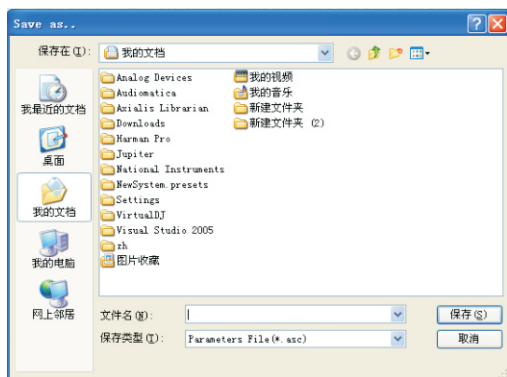 Save as..
保存在(I):
我的文档
我最近的文档
桌面
我的文档
我的电脑
网上邻居
Analog Devices
Audiomatica
Axialis Librarian
Downloads
Harman Pro
Jupiter
National Instruments
NewSystem.presets
Settings
VirtualDJ
Visual Studio 2005
zh
图片收藏
我的视频
我的音乐
新建文件夹
新建文件夹 (2)
文件名(N):
保存(S)
保存类型(T):
Parameters File(*.asc)
取消